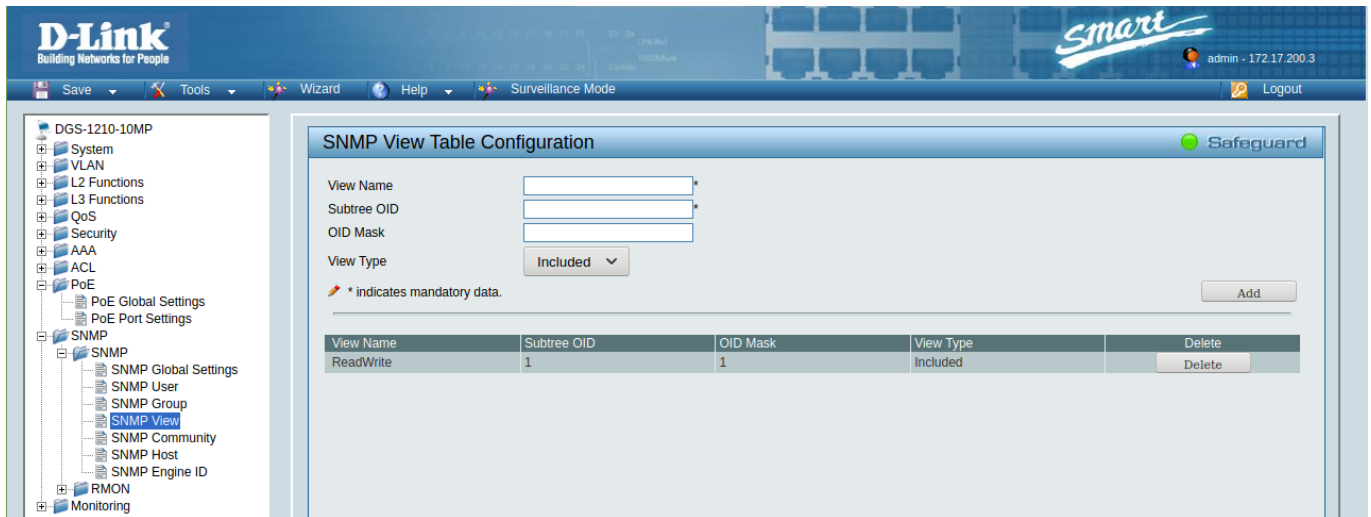 D-Link
Building Networks for People
smart
admin - 172.17.200.3
Save Tools Wizard Help Surveillance Mode Logout
DGS-1210-10MP
System
VLAN
L2 Functions
L3 Functions
QoS
Security
AAA
ACL
PoE
PoE Global Settings
PoE Port Settings
SNMP
SNMP
SNMP Global Settings
SNMP User
SNMP Group
SNMP View
SNMP Community
SNMP Host
SNMP Engine ID
RMON
Monitoring
SNMP View Table Configuration Safeguard
View Name *
Subtree OID *
OID Mask
View Type Included
* indicates mandatory data. Add
View Name Subtree OID OID Mask View Type Delete
ReadWrite 1 1 Included Delete